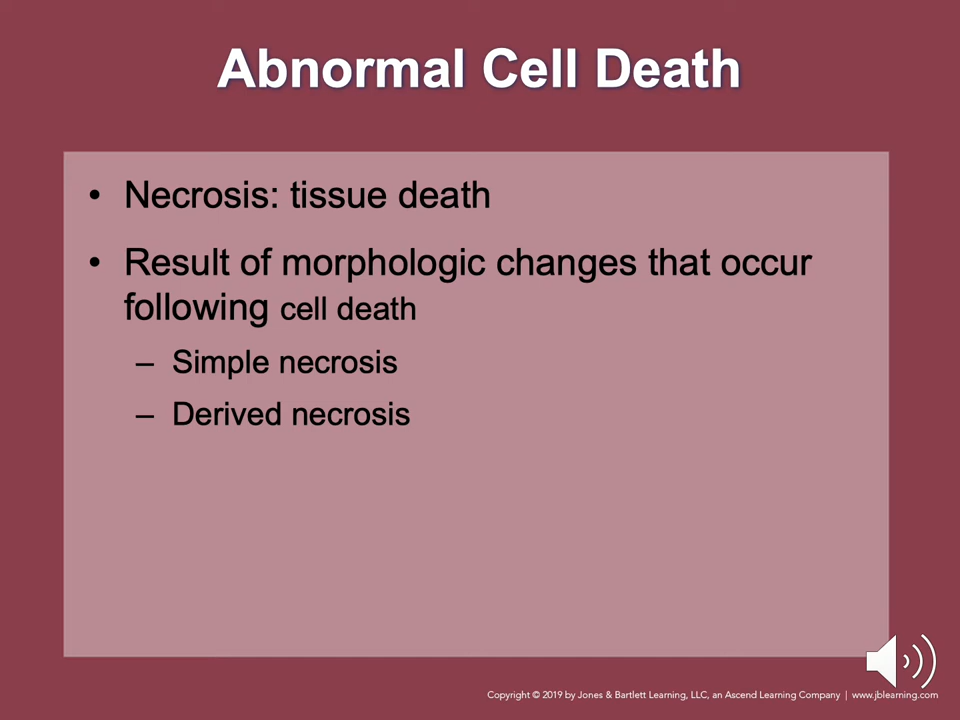 Abnormal Cell Death
• Necrosis: tissue death
• Result of morphologic changes that occur
following cell death
– Simple necrosis
– Derived necrosis
Copyright © 2019 by Jones & Bartlett Learning, LLC, an Ascend Learning Company | www.jblearning.com